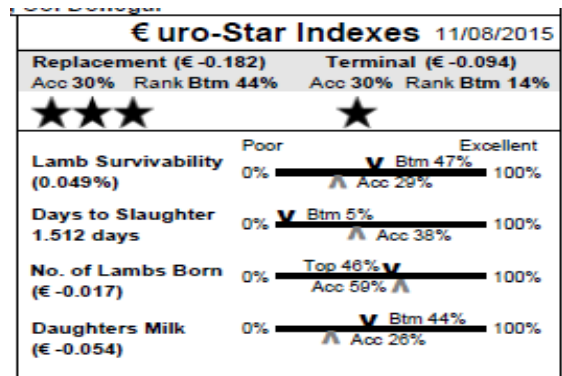 €uro-Star Indexes 11/08/2015
Replacement (€ -0.182) Terminal (€ -0.094)
Acc 30% Rank Btm 44% Acc 30% Rank Btm 14%
Poor Excellent
Lamb Survivability 0% Btm 47% 100%
(0.049%) Acc 29%
Days to Slaughter 0% Btm 5% 100%
1.512 days Acc 38%
No. of Lambs Born 0% Top 46% 100%
(€ -0.017) Acc 59%
Daughters Milk 0% Btm 44% 100%
(€ -0.054) Acc 26%